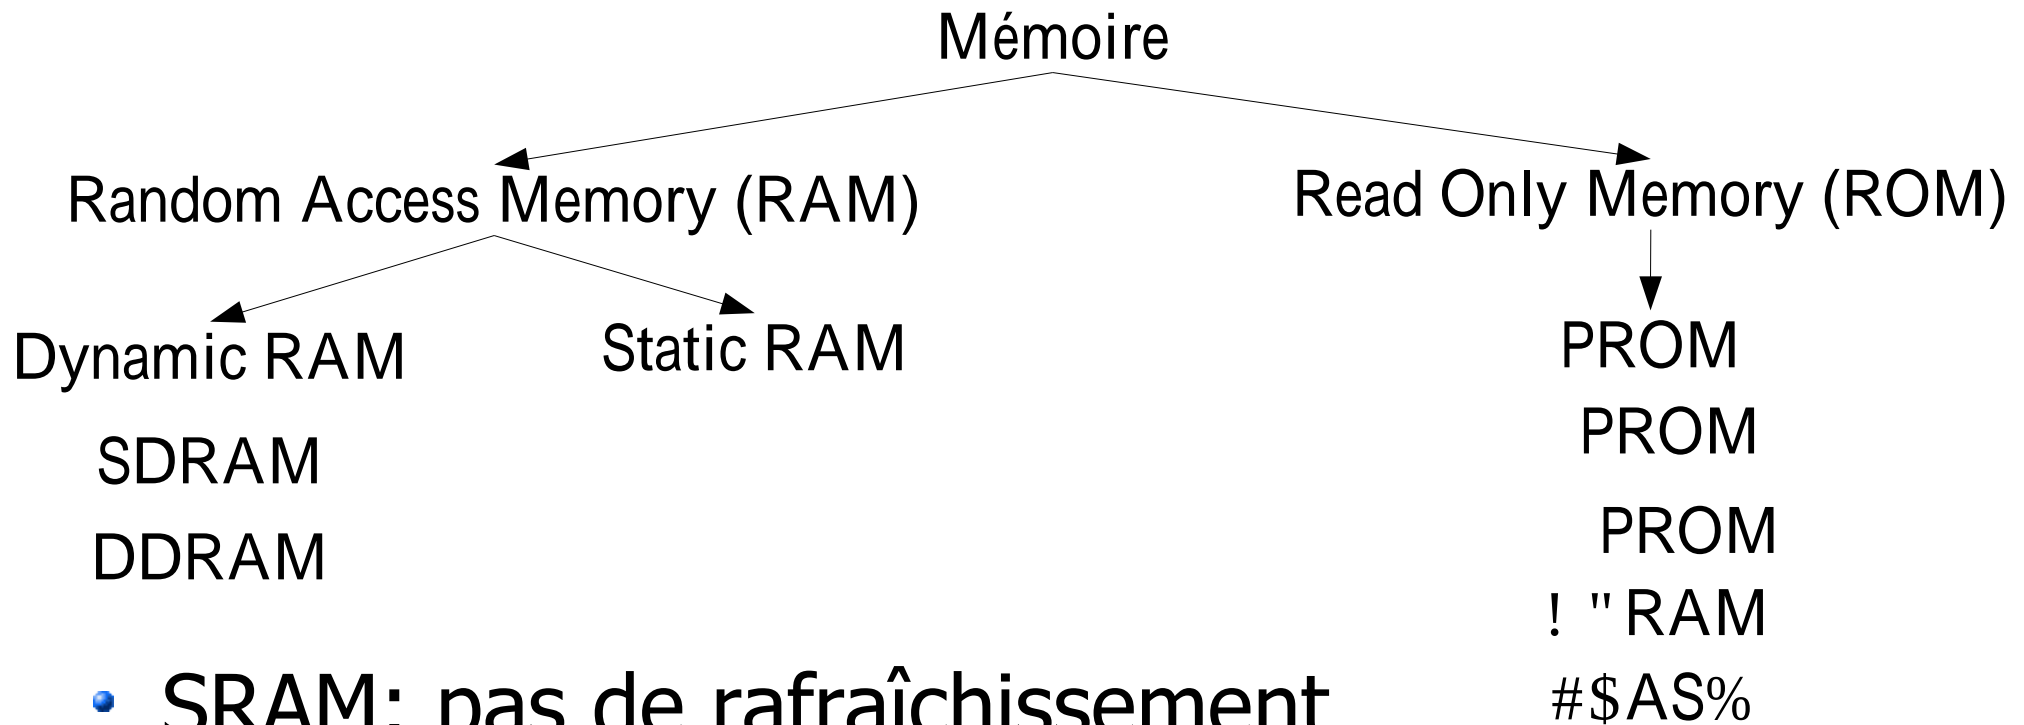 Mémoire
Random Access Memory (RAM)
Read Only Memory (ROM)
Dynamic RAM
Static RAM
PROM
SDRAM
PROM
DDRAM
PROM
! "RAM
#$AS%
SRAM: pas de rafraîchissement